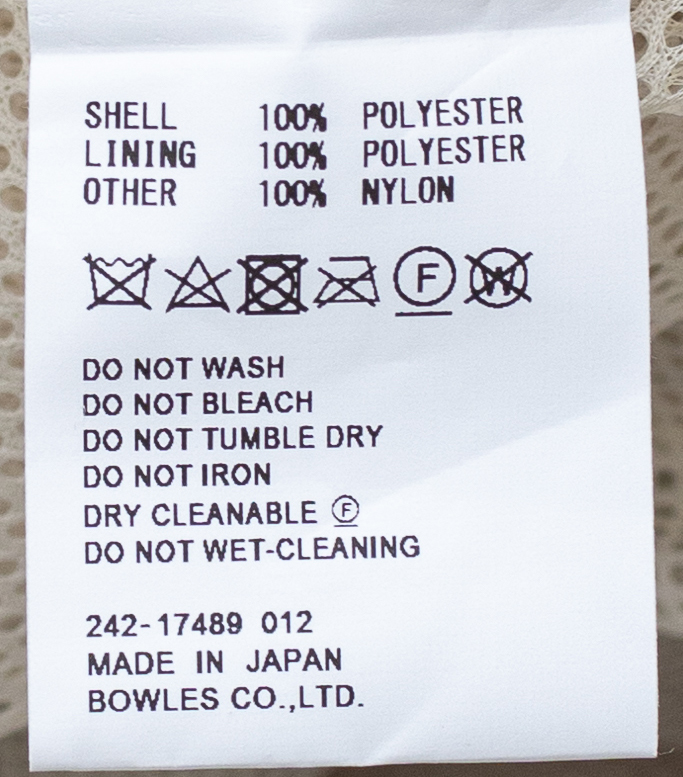 SHELL 100% POLYESTER
LINING 100% POLYESTER
OTHER 100% NYLON
F W
DO NOT WASH
DO NOT BLEACH
DO NOT TUMBLE DRY
DO NOT IRON
DRY CLEANABLE Ⓕ
DO NOT WET-CLEANING
242-17489 012
MADE IN JAPAN
BOWLES CO.,LTD.